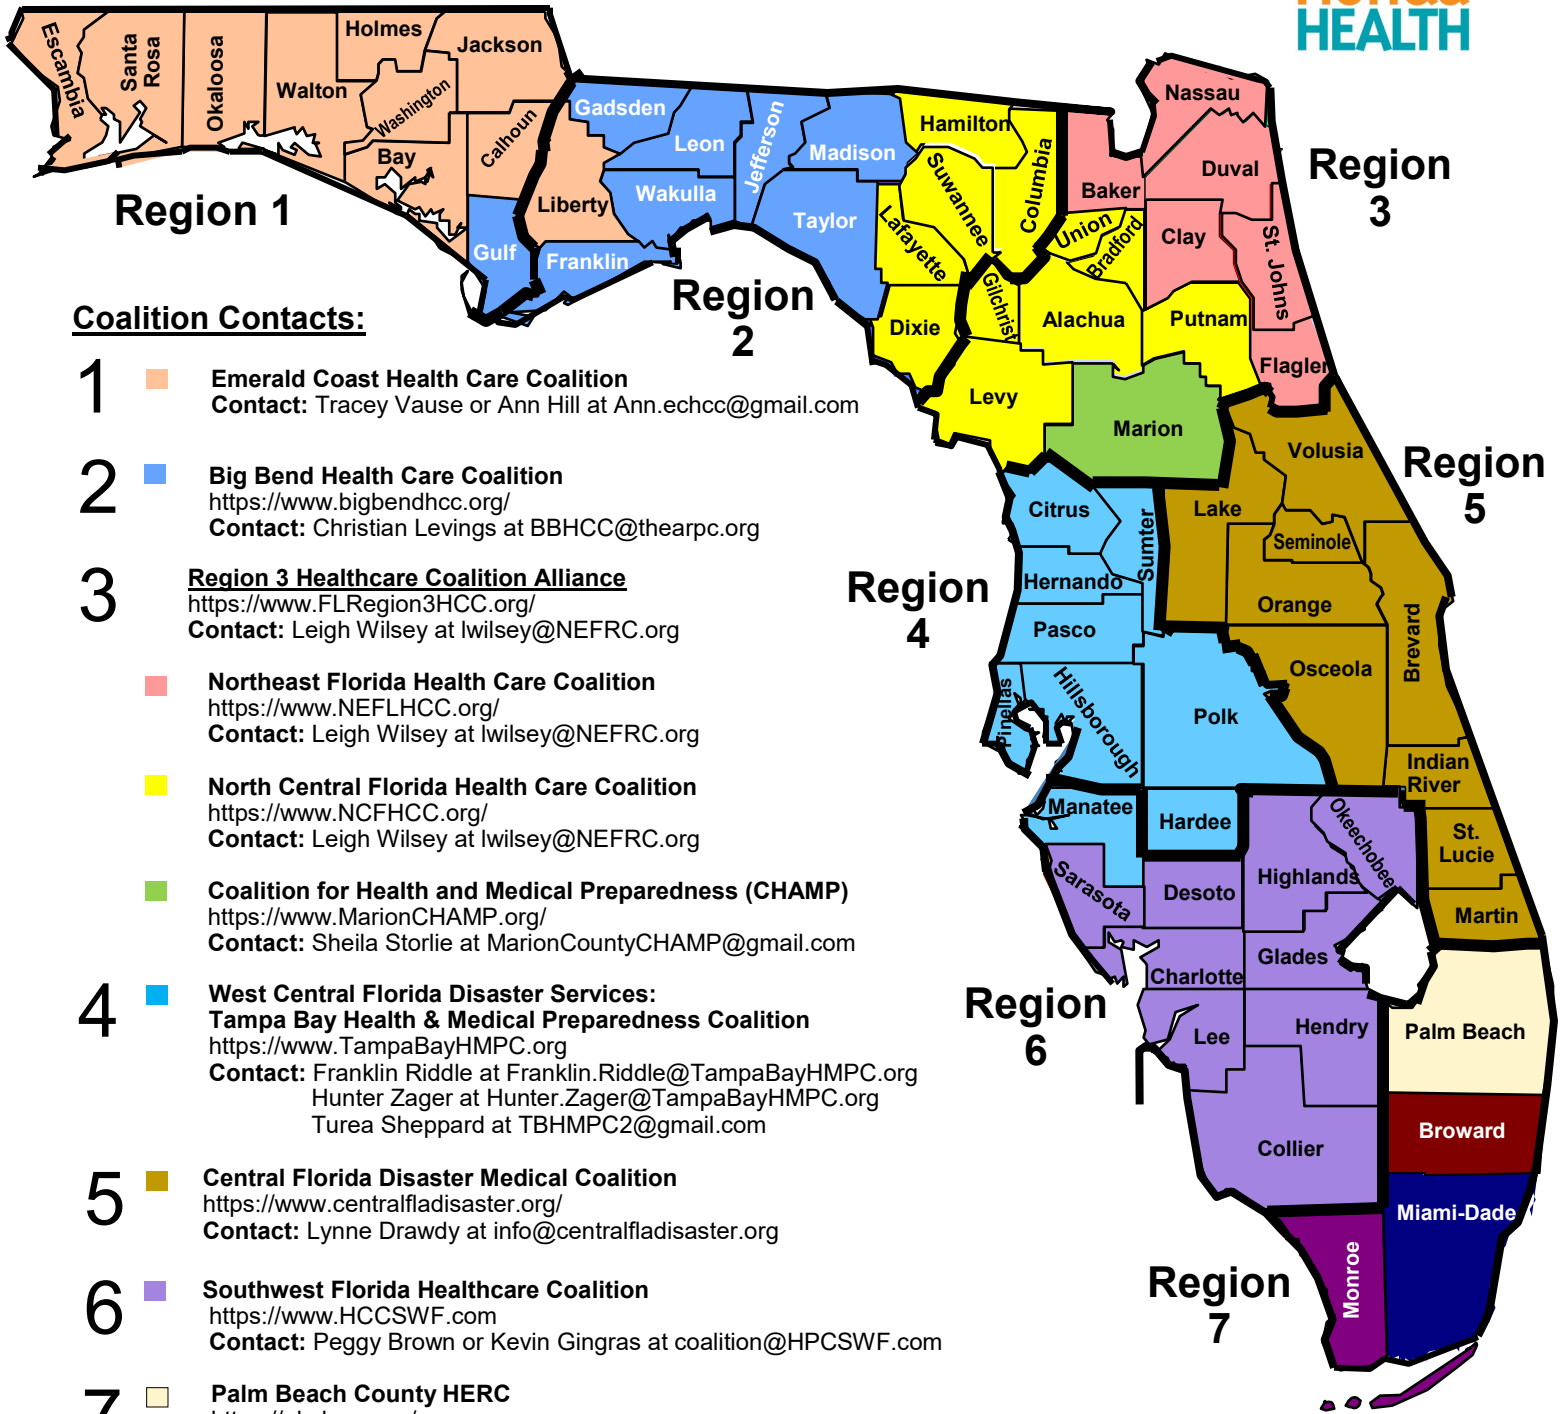 HEALTH
Escambia
Santa
Rosa
Okaloosa
Walton
Holmes
Washington
Jackson
Bay
Calhoun
Gulf
Liberty
Franklin
Gadsden
Leon
Wakulla
Jefferson
Madison
Taylor
Hamilton
Suwannee
Lafayette
Columbia
Dixie
Gilchrist
Union
Bradford
Alachua
Putnam
Levy
Marion
Nassau
Duval
Baker
Clay
St. Johns
Flagler
Region 1
Region
2
Region
3
Coalition Contacts:
1
Emerald Coast Health Care Coalition
Contact: Tracey Vause or Ann Hill at Ann.echcc@gmail.com
2
Big Bend Health Care Coalition
https://www.bigbendhcc.org/
Contact: Christian Levings at BBHCC@thearpc.org
3
Region 3 Healthcare Coalition Alliance
https://www.FLRegion3HCC.org/
Contact: Leigh Wilsey at lwilsey@NEFRC.org
Northeast Florida Health Care Coalition
https://www.NEFLHCC.org/
Contact: Leigh Wilsey at lwilsey@NEFRC.org
North Central Florida Health Care Coalition
https://www.NCFHCC.org/
Contact: Leigh Wilsey at lwilsey@NEFRC.org
Coalition for Health and Medical Preparedness (CHAMP)
https://www.MarionCHAMP.org/
Contact: Sheila Storlie at MarionCountyCHAMP@gmail.com
4
West Central Florida Disaster Services:
Tampa Bay Health & Medical Preparedness Coalition
https://www.TampaBayHMPC.org
Contact: Franklin Riddle at Franklin.Riddle@TampaBayHMPC.org
Hunter Zager at Hunter.Zager@TampaBayHMPC.org
Turea Sheppard at TBHMPC2@gmail.com
5
Central Florida Disaster Medical Coalition
https://www.centralfladisaster.org/
Contact: Lynne Drawdy at info@centralfladisaster.org
6
Southwest Florida Healthcare Coalition
https://www.HCCSWF.com
Contact: Peggy Brown or Kevin Gingras at coalition@HPCSWF.com
7
Palm Beach County HERC
Region
4
Citrus
Sumter
Hernando
Pasco
Pinellas
Hillsborough
Polk
Manatee
Hardee
Region
5
Volusia
Lake
Seminole
Orange
Brevard
Osceola
Indian
River
St.
Lucie
Martin
Region
6
Okeechobee
Highlands
Sarasota
Desoto
Charlotte
Glades
Lee
Hendry
Collier
Region
7
Palm Beach
Broward
Miami-Dade
Monroe